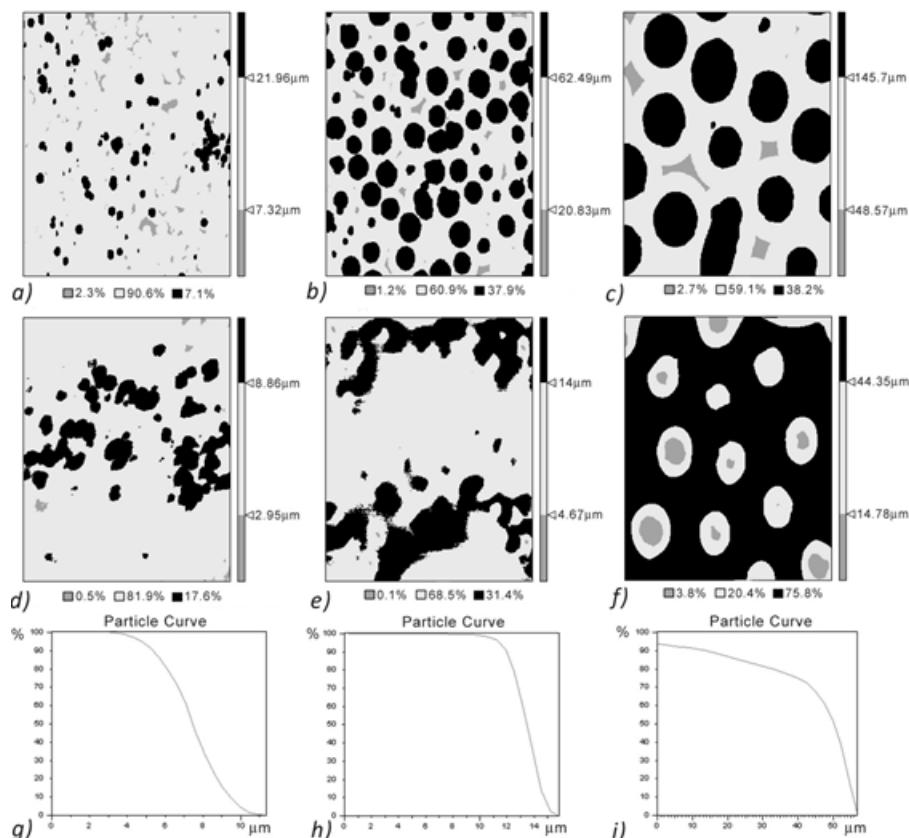 21.96µm
7.32µm
a) 2.3% 90.6% 7.1%
62.49µm
20.83µm
b) 1.2% 60.9% 37.9%
145.7µm
48.57µm
c) 2.7% 59.1% 38.2%
8.86µm
2.95µm
d) 0.5% 81.9% 17.6%
14µm
4.67µm
e) 0.1% 68.5% 31.4%
44.35µm
14.78µm
f) 3.8% 20.4% 75.8%
Particle Curve
%
100
90
80
70
60
50
40
30
20
10
0
0 2 4 6 8 10 µm
g)
Particle Curve
100
90
80
70
60
50
40
30
20
10
0
0 2 4 6 8 10 12 14 µm
h)
Particle Curve
100
90
80
70
60
50
40
30
20
10
0
0 10 20 30 40 50 µm
i)